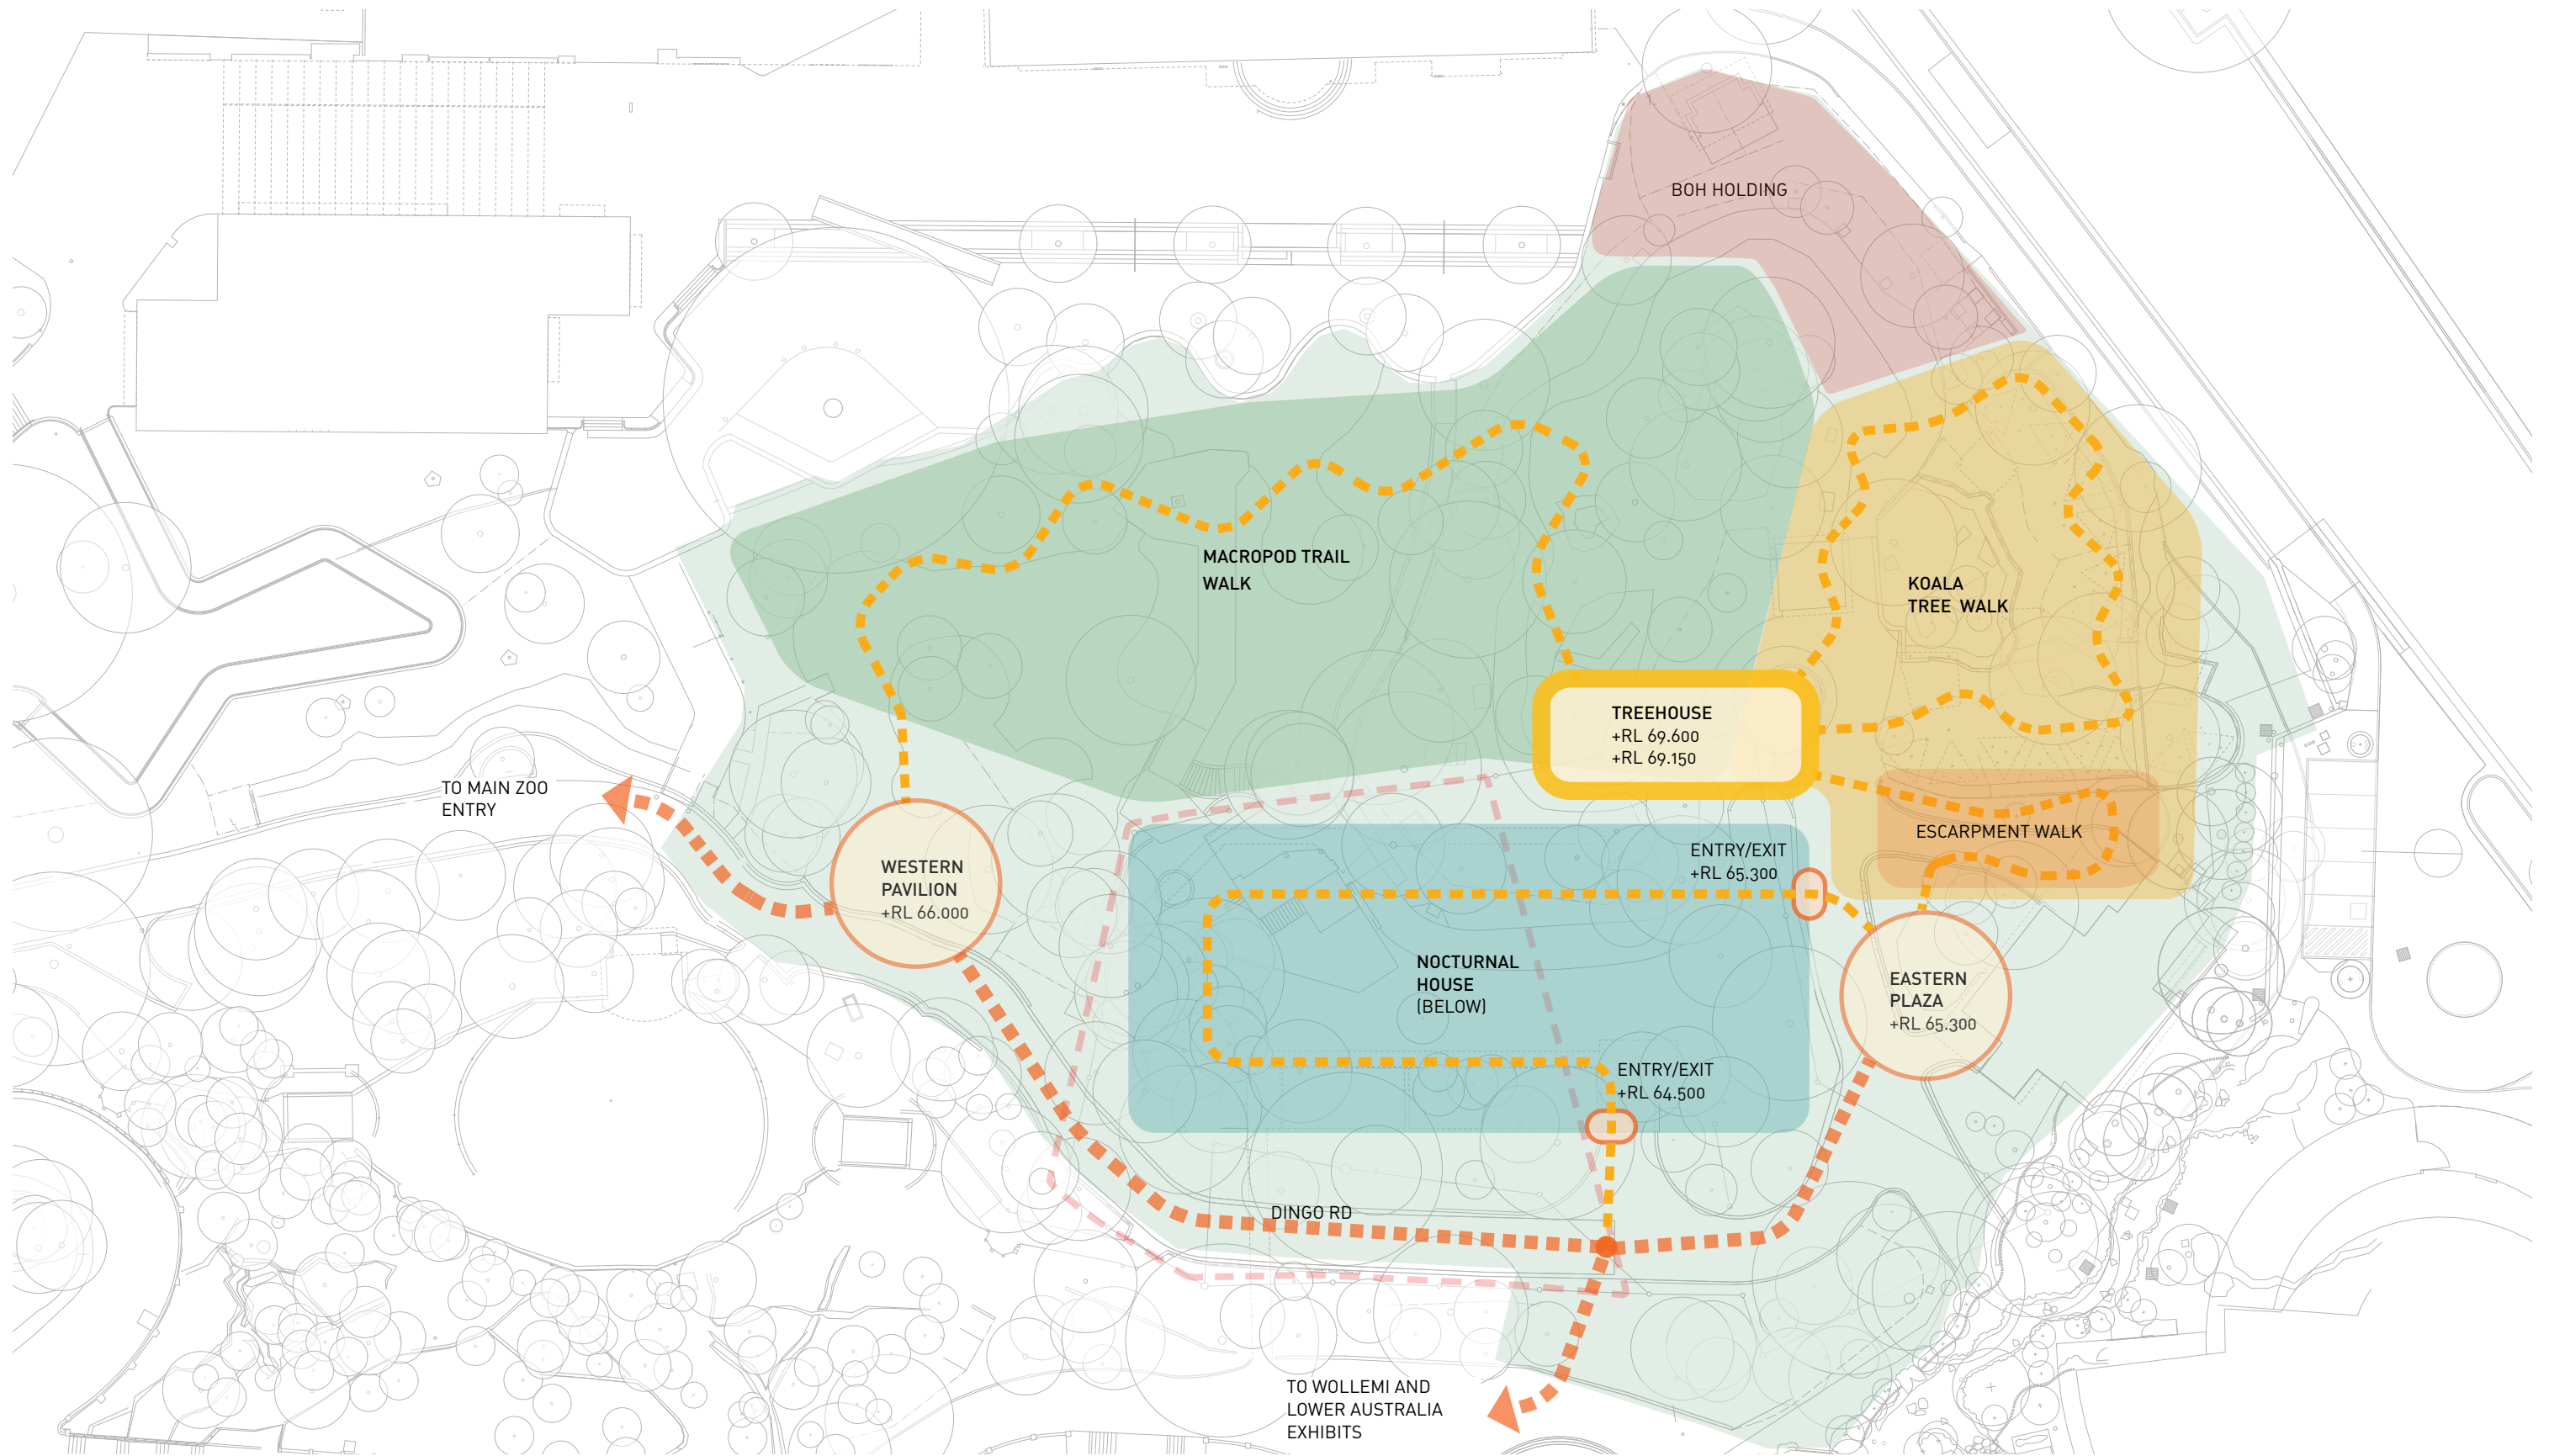 BOH HOLDING
MACROPOD TRAIL
WALK
KOALA
TREE WALK
TREEHOUSE
+RL 69.600
+RL 69.150
TO MAIN ZOO
ENTRY
ESCARPMENT WALK
ENTRY/EXIT
+RL 65.300
WESTERN
PAVILION
+RL 66.000
NOCTURNAL
HOUSE
(BELOW)
EASTERN
PLAZA
+RL 65.300
ENTRY/EXIT
+RL 64.500
DINGO RD
TO WOLLEMI AND
LOWER AUSTRALIA
EXHIBITS